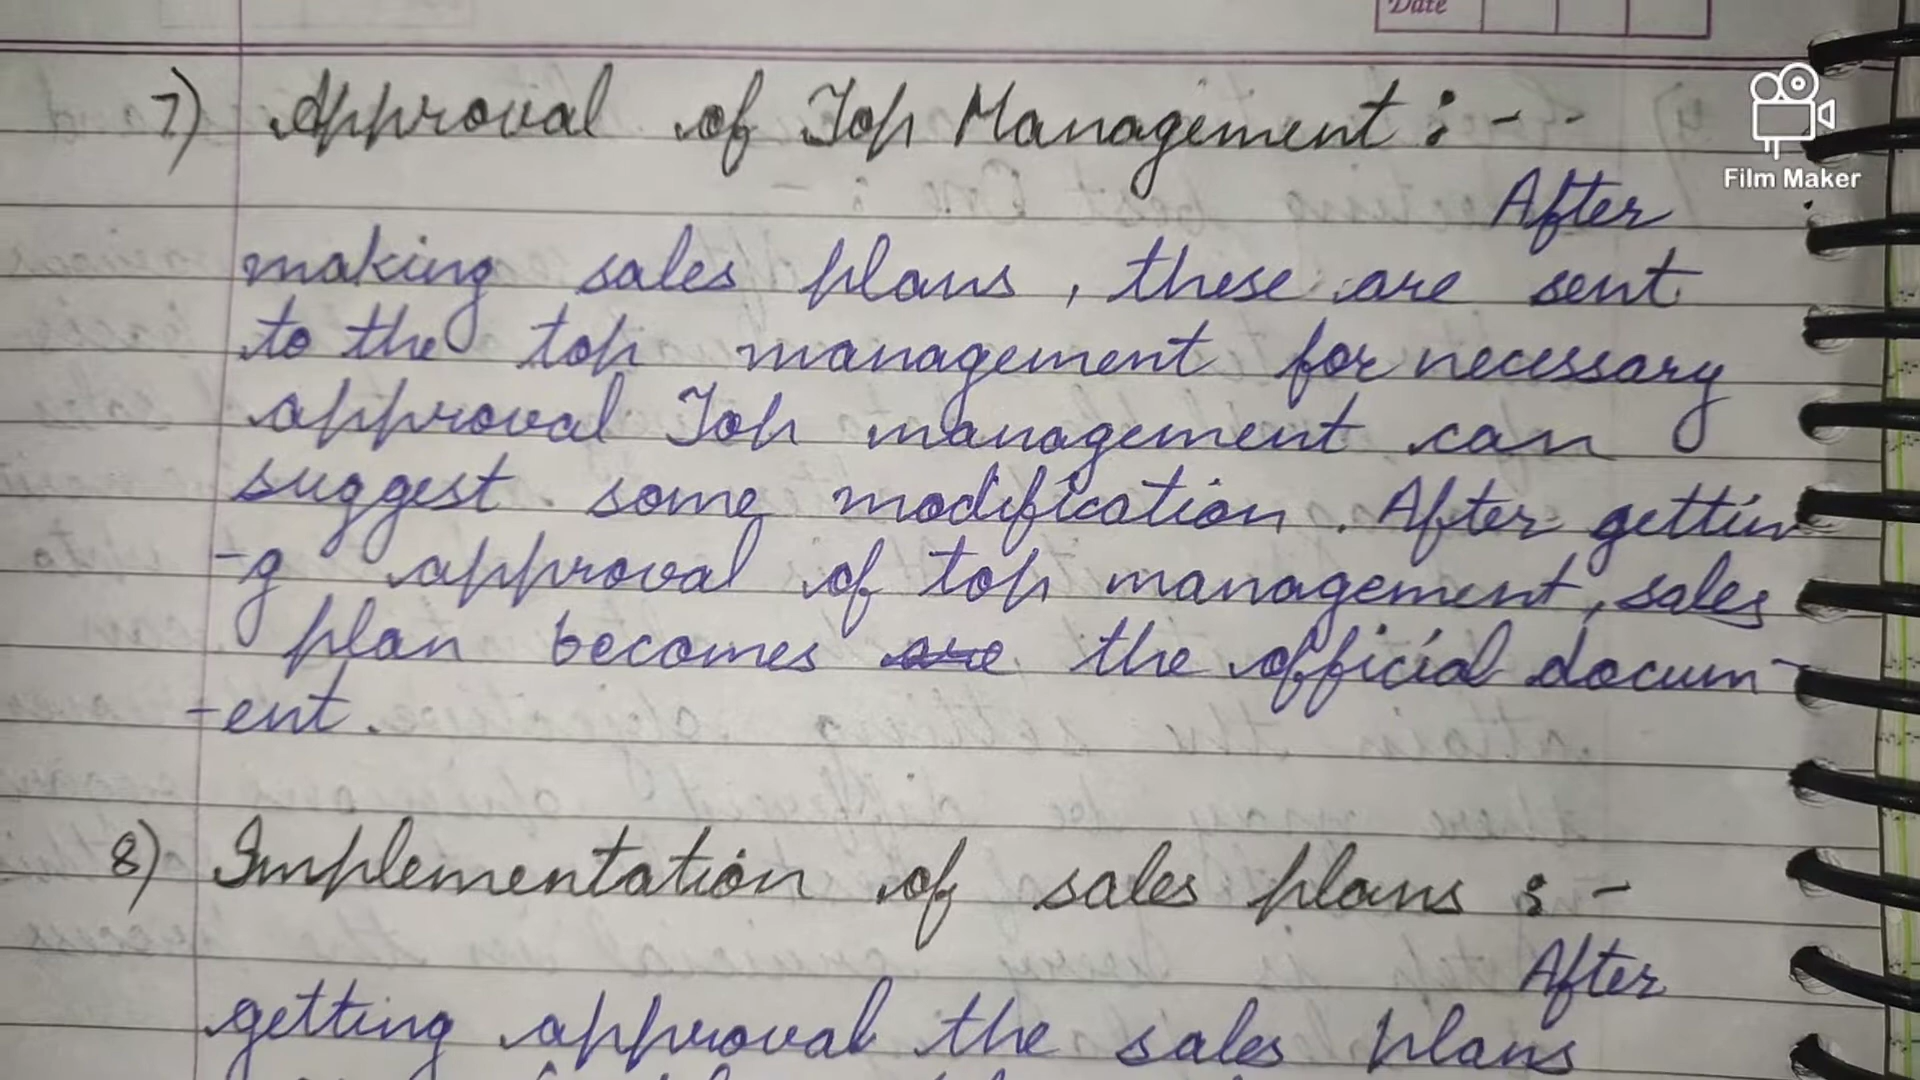 Date
7) Approval of Top Management : - -
Film Maker
After
making sales plans, these are sent
to the top management for necessary
approval Top management can
suggest some modification. After gettin
-g approval of top management, sales
plan becomes are the official docum-
-ent.
8) Implementation of sales plans : -
After
getting approval the sales plans